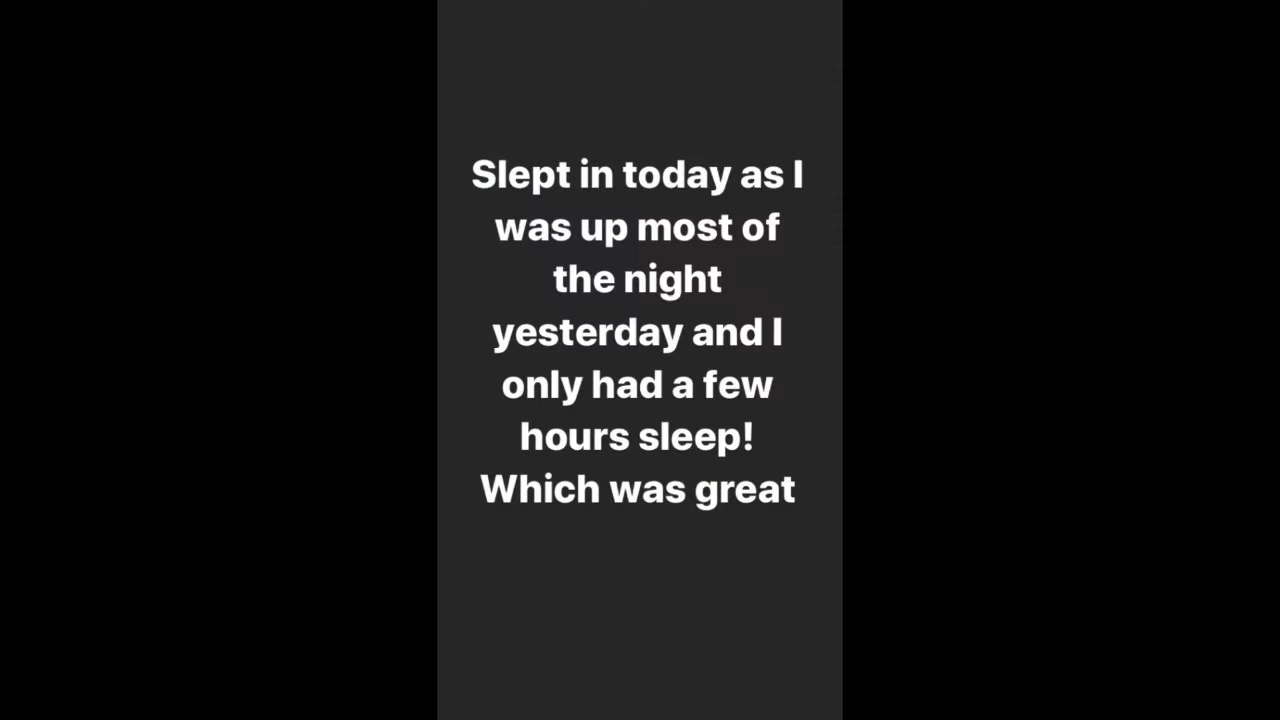 Slept in today as I
was up most of
the night
yesterday and I
only had a few
hours sleep!
Which was great